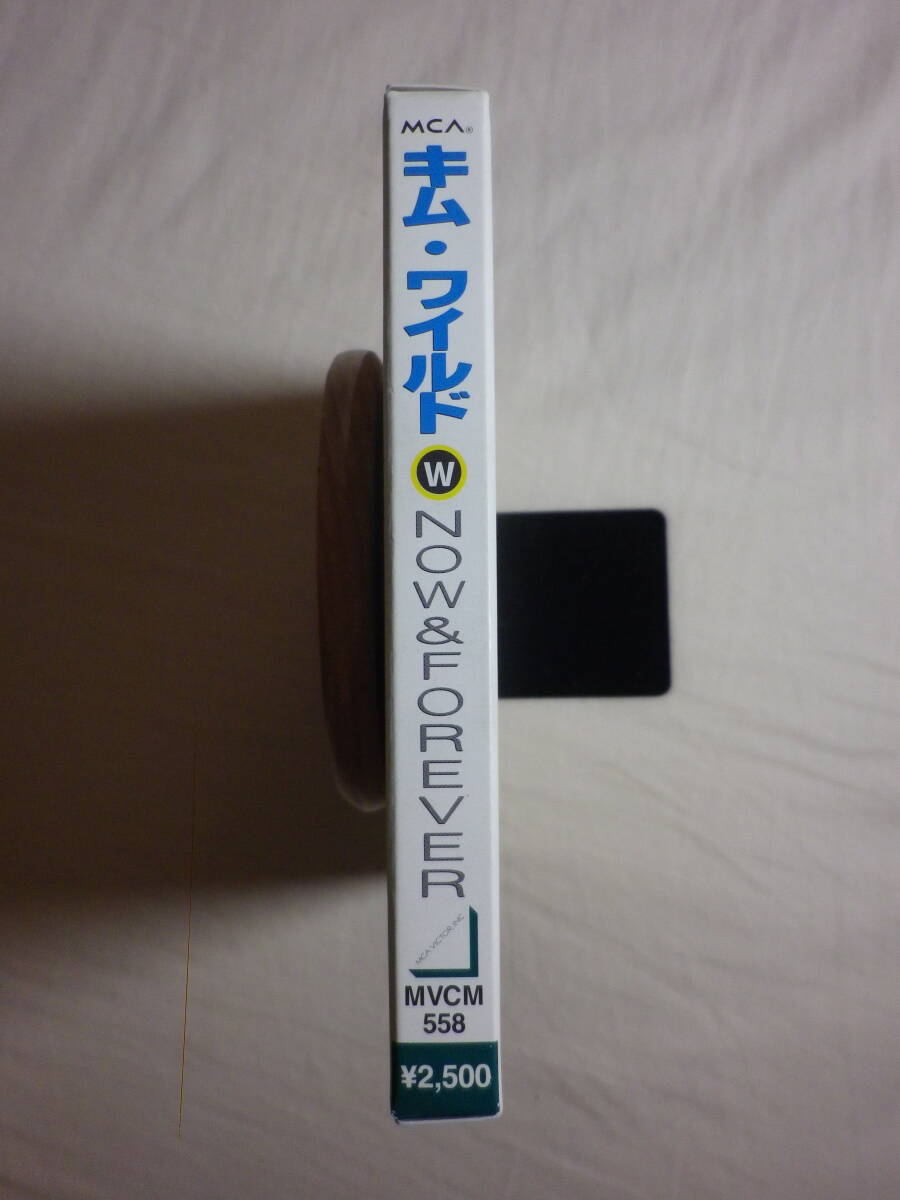 MCA®
キム・ワイルド
W
NOW&FOREVER
MCA VICTOR, INC.
MVCM
558
¥2,500